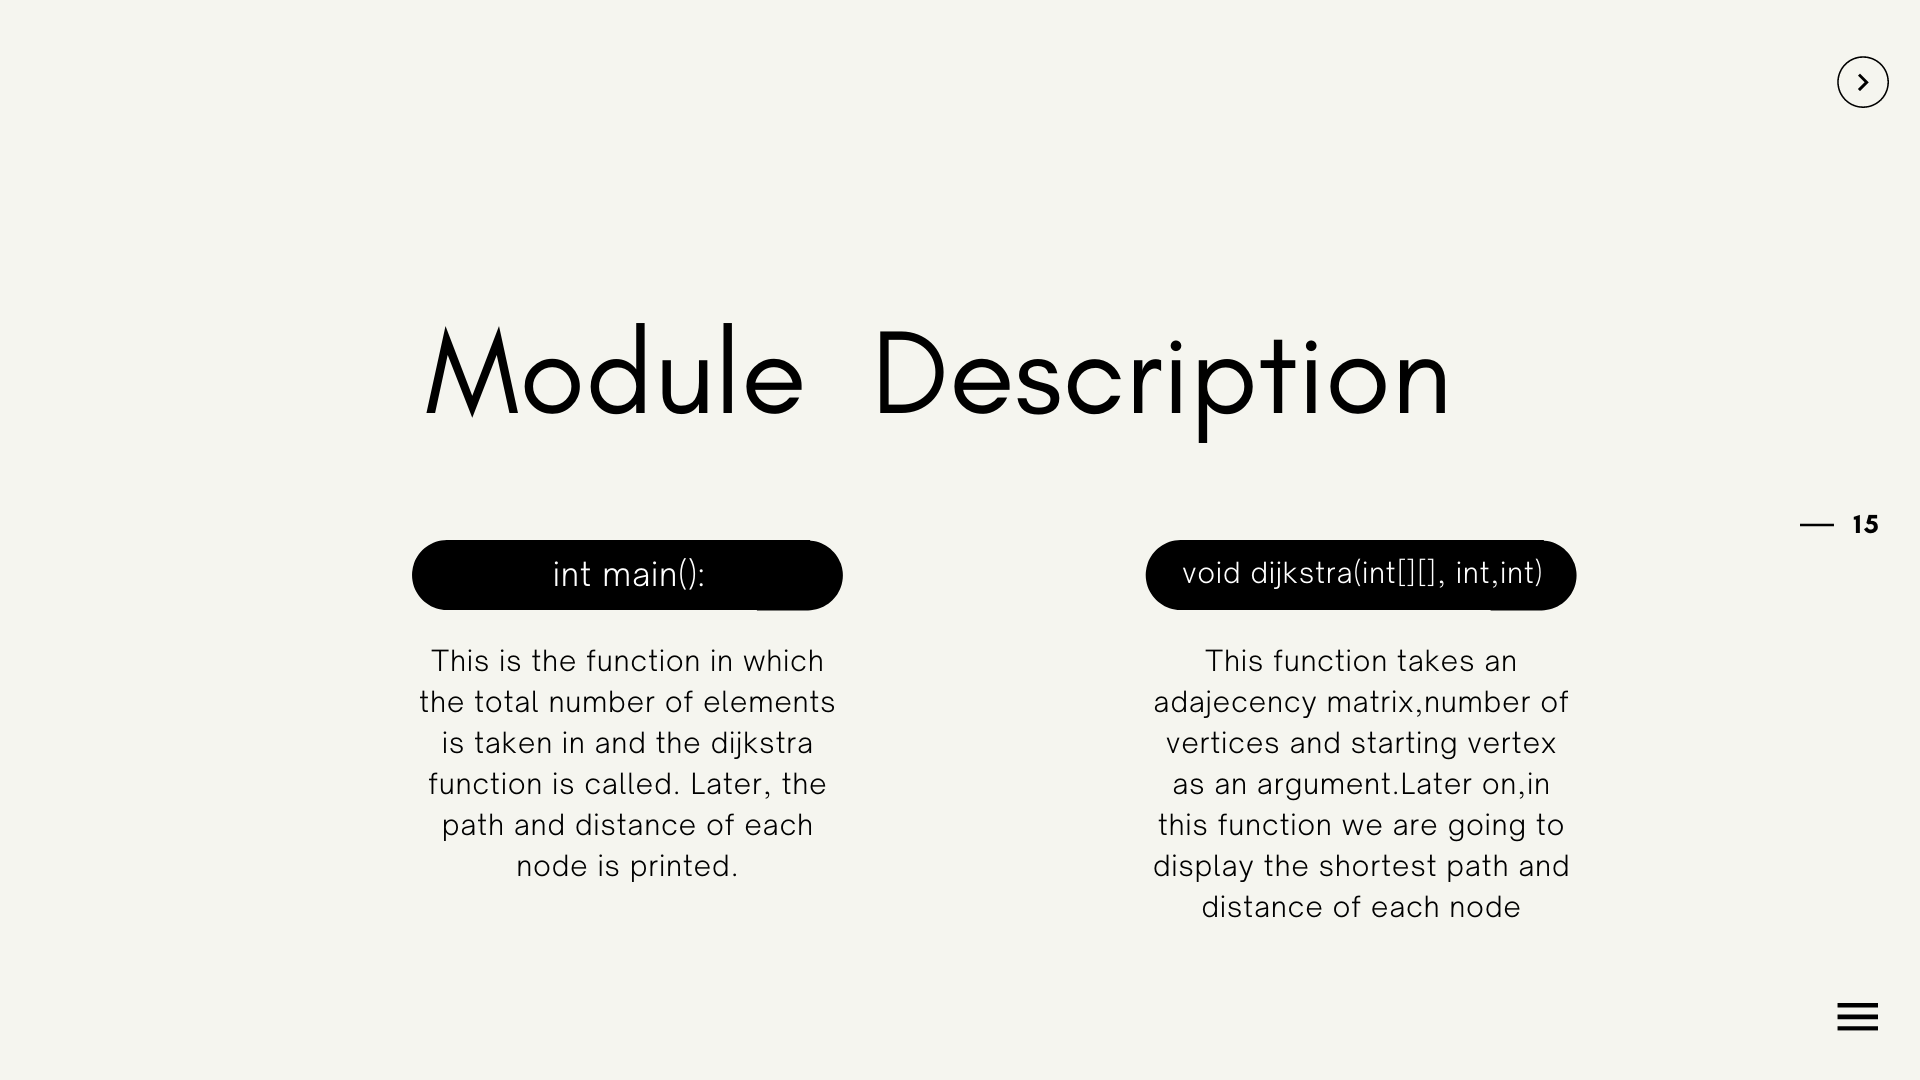 Module Description
15
int main():
This is the function in which
the total number of elements
is taken in and the dijkstra
function is called. Later, the
path and distance of each
node is printed.
void dijkstra(int[][], int,int)
This function takes an
adajecency matrix,number of
vertices and starting vertex
as an argument.Later on,in
this function we are going to
display the shortest path and
distance of each node